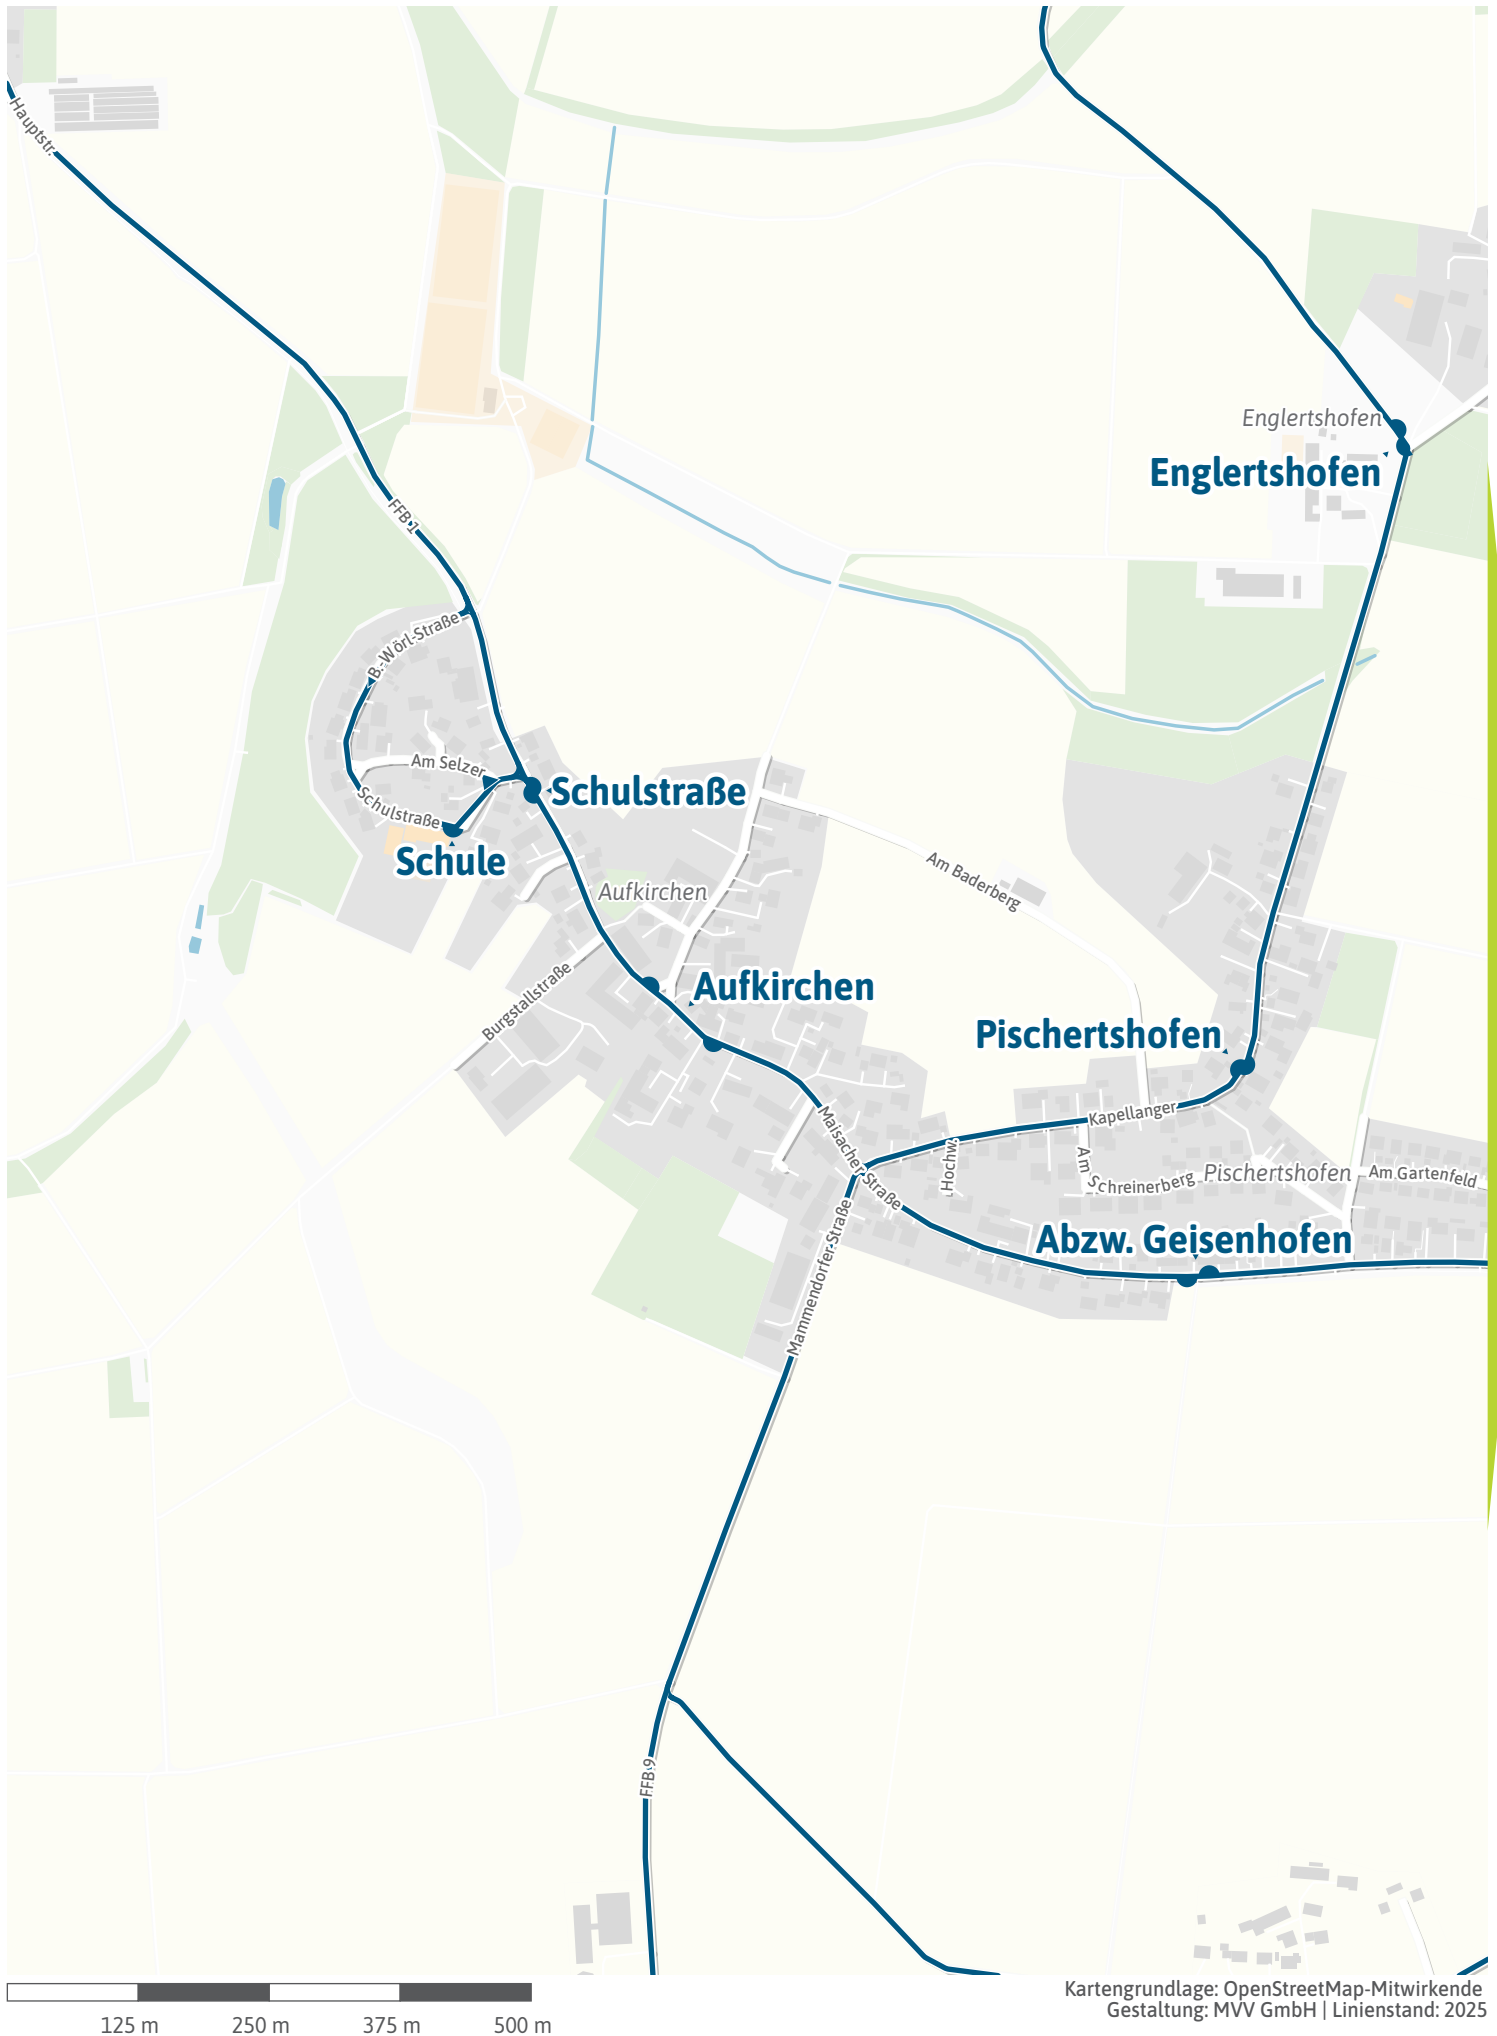 Hauptstr.
Englertshofen
Englertshofen
FFB 1
B.-Wörl-Straße
Am Selzer
Schulstraße
Schulstraße
Schule
Aufkirchen
Am Baderberg
Burgstallstraße
Aufkirchen
Pischertshofen
Kapellanger
Maisacher Straße
Hochw.
Am Schreinerberg
Pischertshofen
Am Gartenfeld
Abzw. Geisenhofen
Mammendorfer Straße
FFB 9
Kartengrundlage: OpenStreetMap-Mitwirkende
Gestaltung: MVV GmbH | Linienstand: 2025
125 m 250 m 375 m 500 m